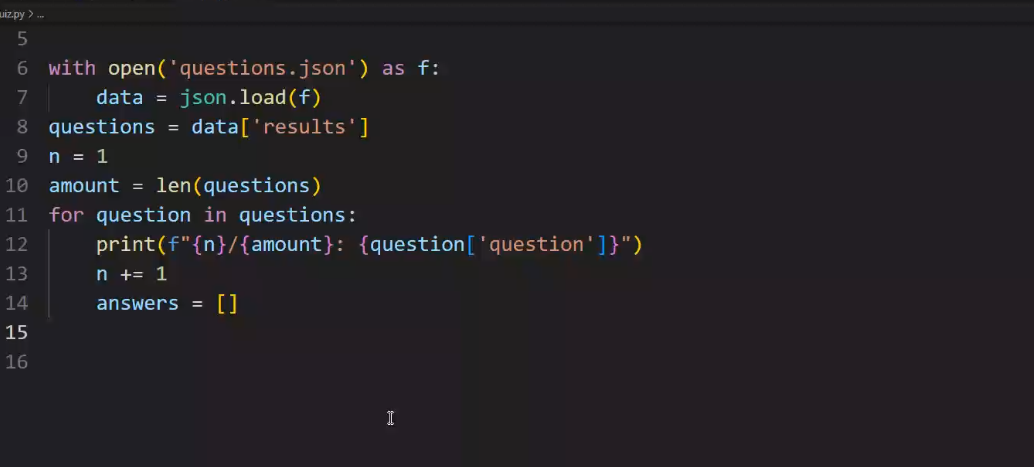 uiz.py > ...
5
6 with open('questions.json') as f:
7     data = json.load(f)
8 questions = data['results']
9 n = 1
10 amount = len(questions)
11 for question in questions:
12     print(f"{n}/{amount}: {question['question']}")
13     n += 1
14     answers = []
15
16